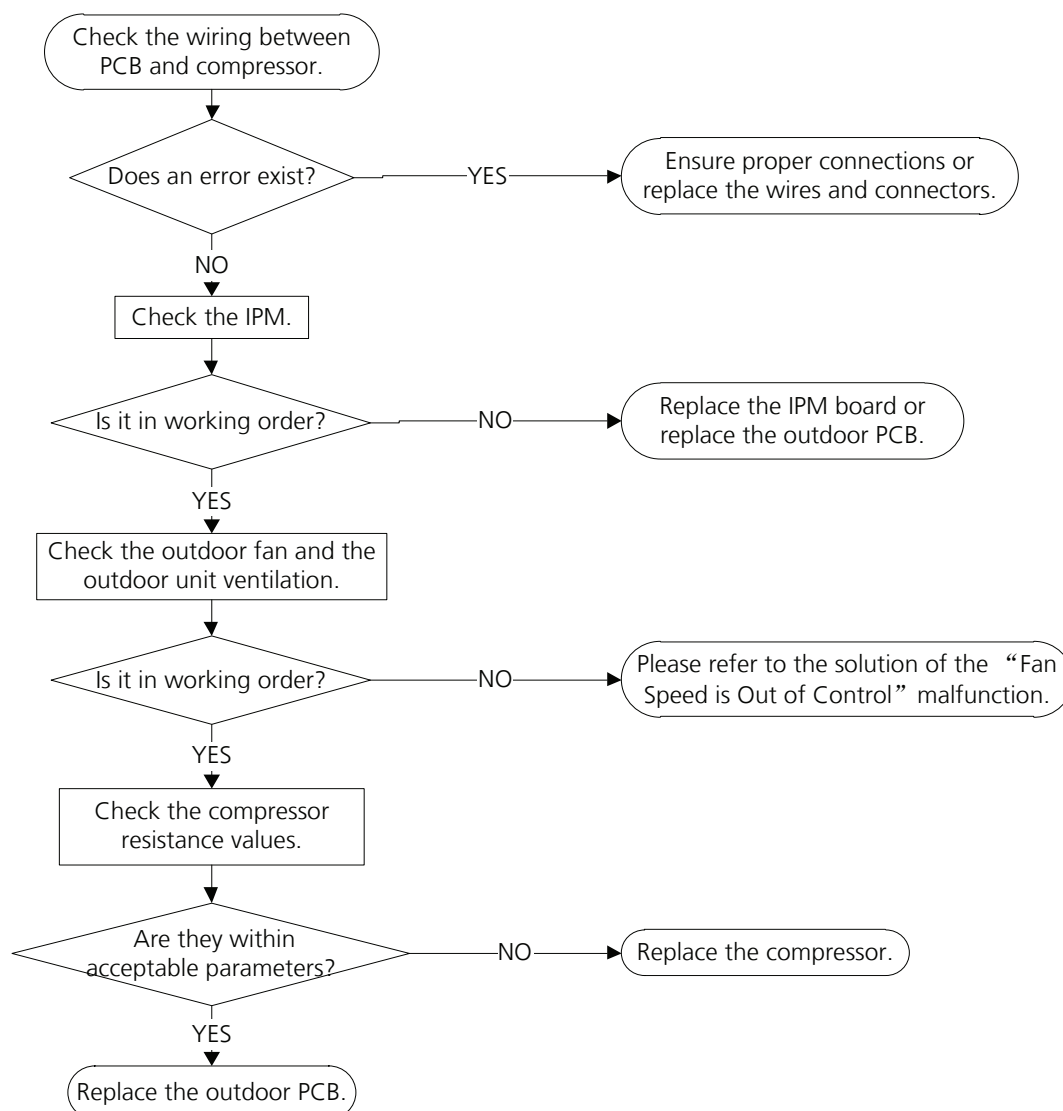 Check the wiring between
PCB and compressor.
Does an error exist?
YES
Ensure proper connections or
replace the wires and connectors.
NO
Check the IPM.
Is it in working order?
NO
Replace the IPM board or
replace the outdoor PCB.
YES
Check the outdoor fan and the
outdoor unit ventilation.
Is it in working order?
NO
Please refer to the solution of the “Fan
Speed is Out of Control” malfunction.
YES
Check the compressor
resistance values.
Are they within
acceptable parameters?
NO
Replace the compressor.
YES
Replace the outdoor PCB.